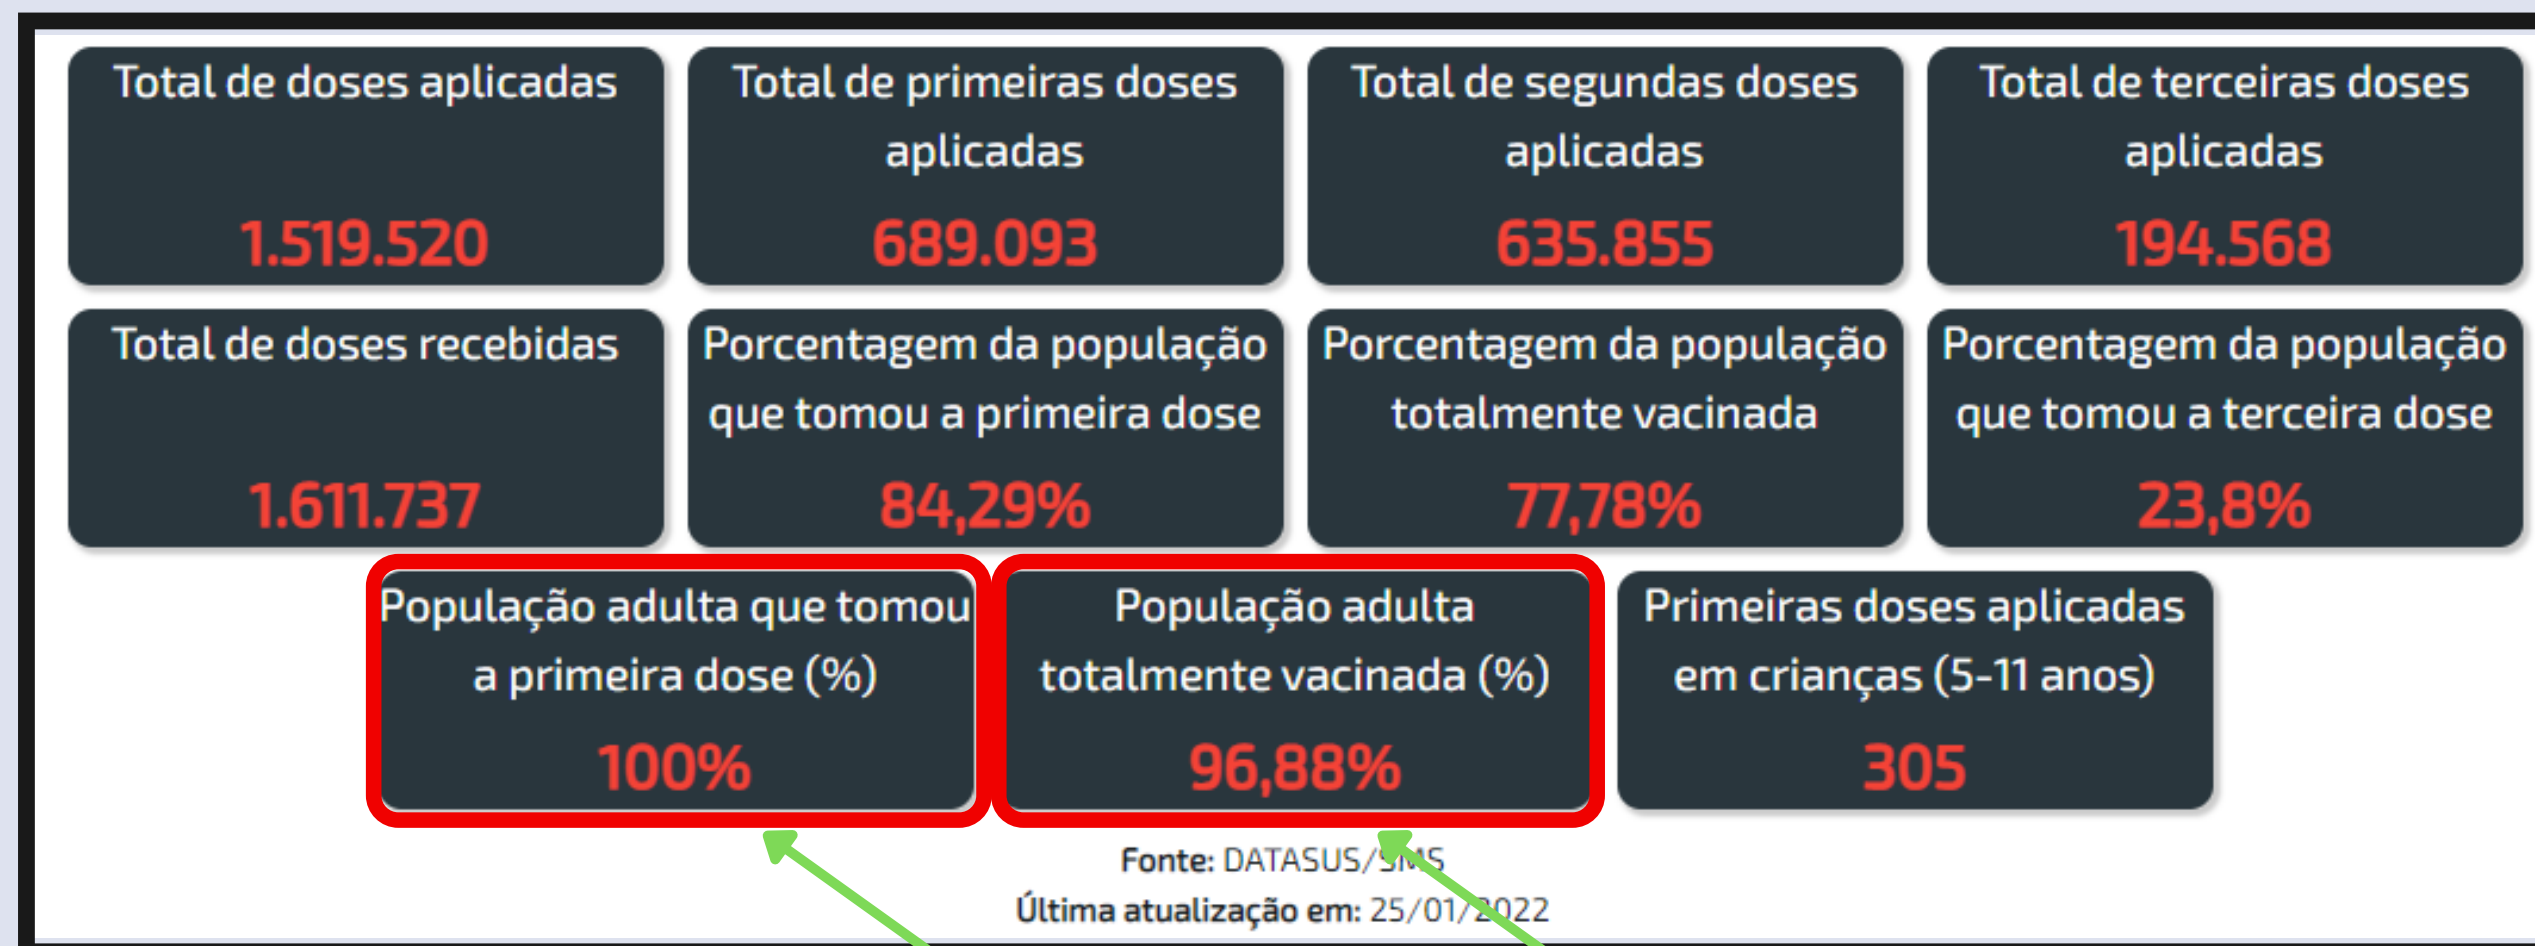 Total de doses aplicadas
1.519.520
Total de primeiras doses
aplicadas
689.093
Total de segundas doses
aplicadas
635.855
Total de terceiras doses
aplicadas
194.568
Total de doses recebidas
1.611.737
Porcentagem da população
que tomou a primeira dose
84,29%
Porcentagem da população
totalmente vacinada
77,78%
Porcentagem da população
que tomou a terceira dose
23,8%
População adulta que tomou
a primeira dose (%)
100%
População adulta
totalmente vacinada (%)
96,88%
Primeiras doses aplicadas
em crianças (5-11 anos)
305
Fonte: DATASUS/SMS
Última atualização em: 25/01/2022